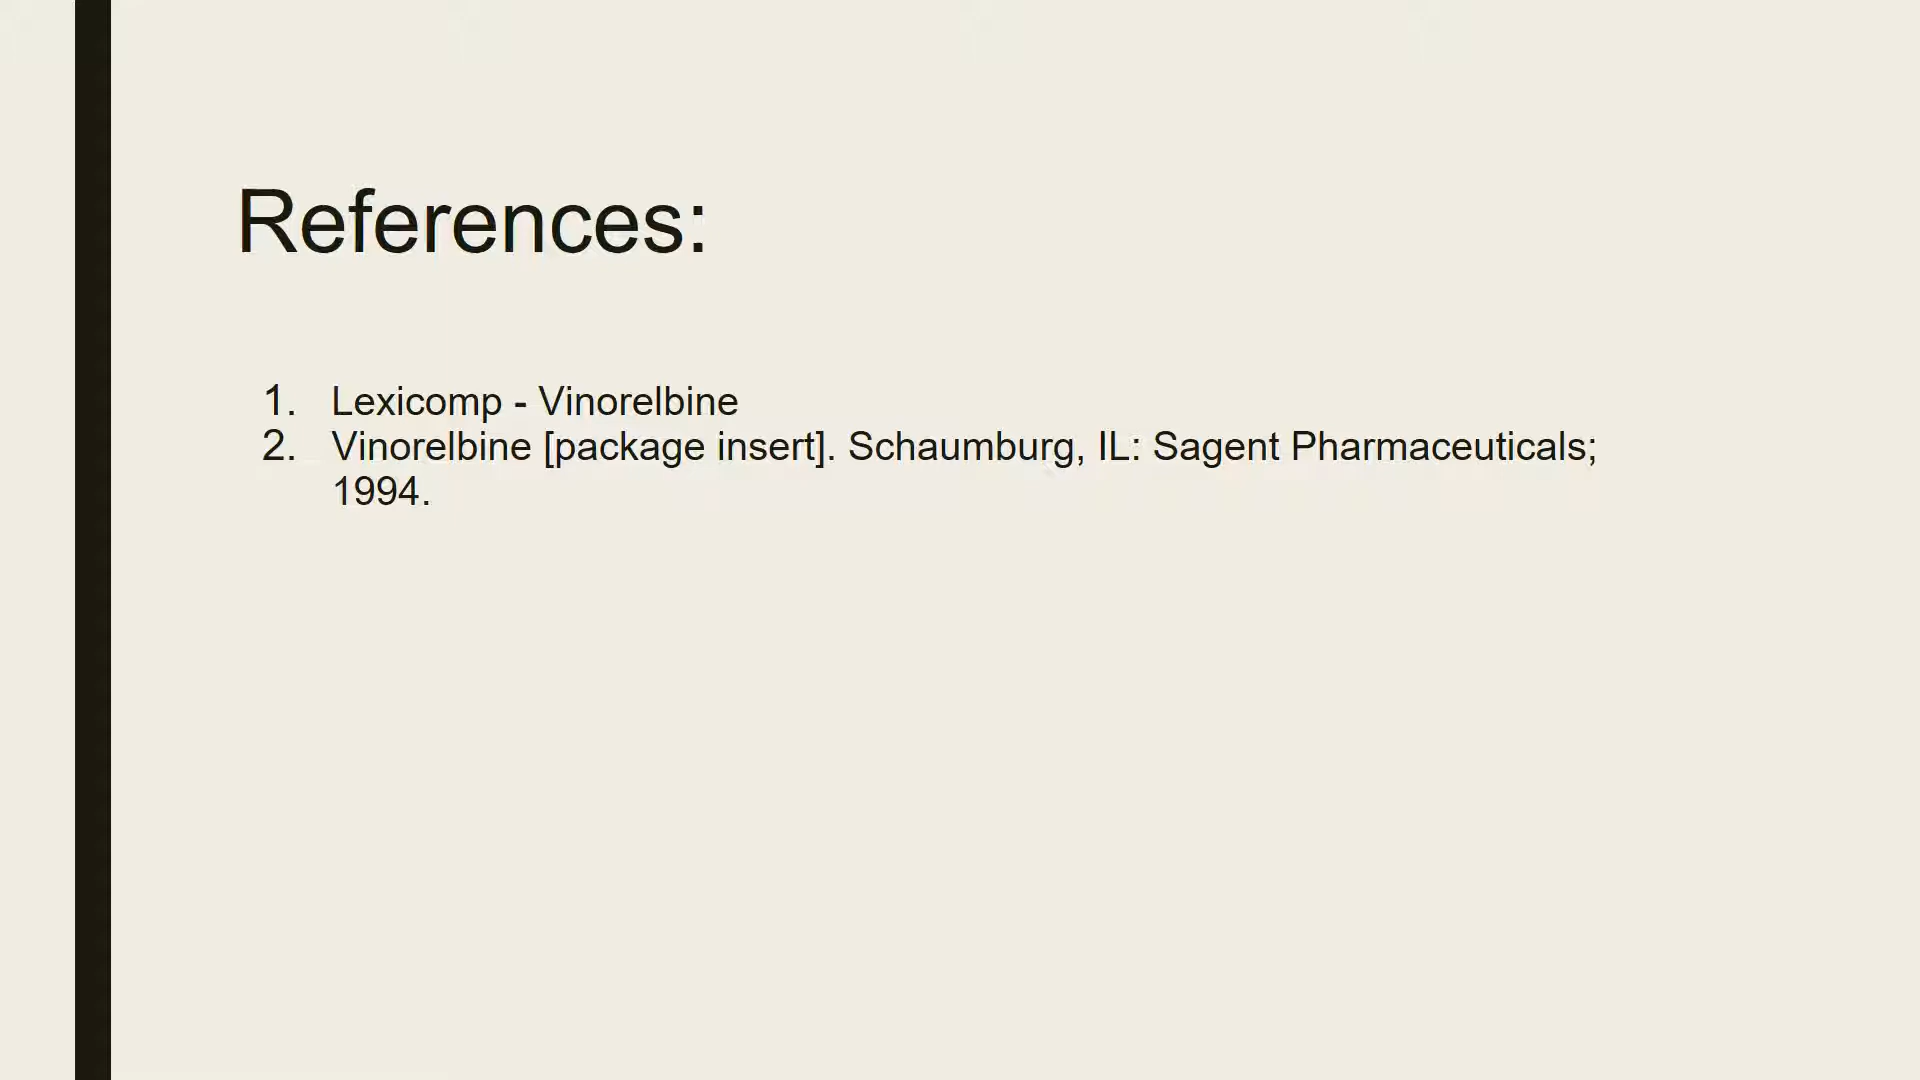 References:
1. Lexicomp - Vinorelbine
2. Vinorelbine [package insert]. Schaumburg, IL: Sagent Pharmaceuticals;
1994.